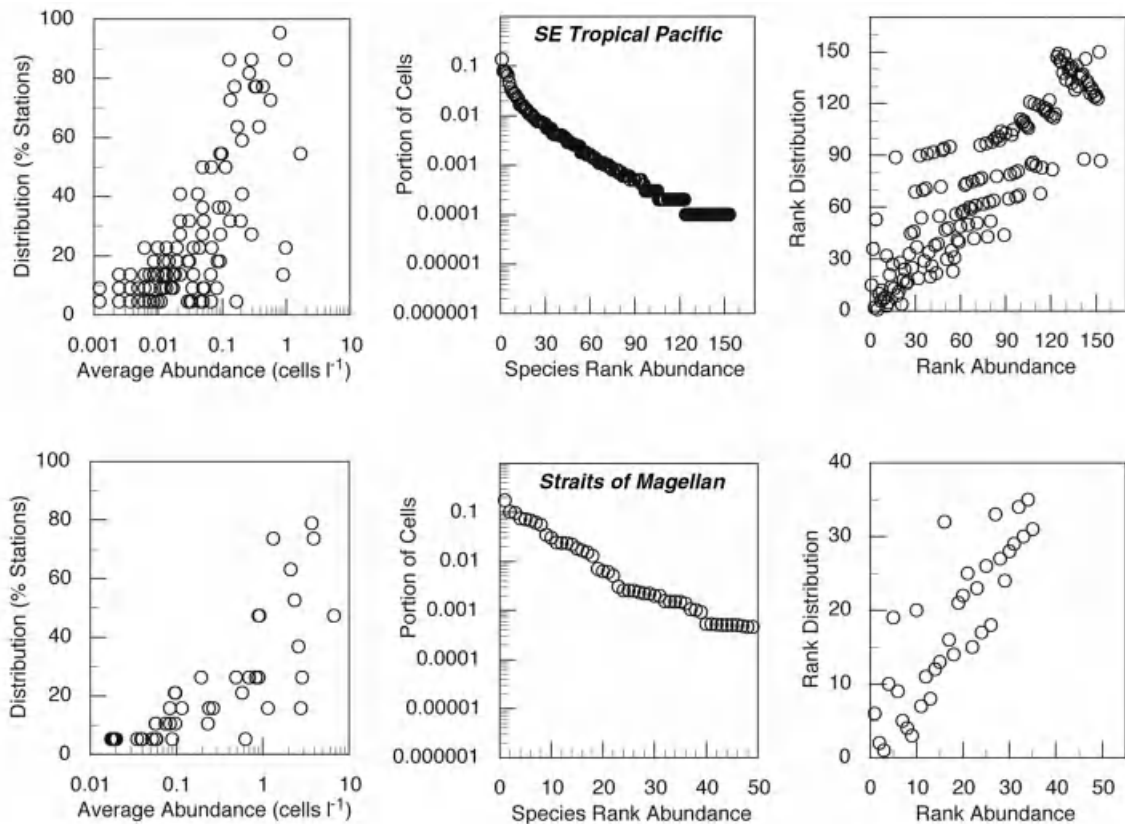 100
80
60
40
20
0
0.001 0.01 0.1 1 10
Distribution (% Stations)
Average Abundance (cells l⁻¹)
SE Tropical Pacific
0.1
0.01
0.001
0.0001
0.00001
0.000001
0 30 60 90 120 150
Portion of Cells
Species Rank Abundance
150
120
90
60
30
0
0 30 60 90 120 150
Rank Distribution
Rank Abundance
100
80
60
40
20
0
0.01 0.1 1 10
Distribution (% Stations)
Average Abundance (cells l⁻¹)
Straits of Magellan
0.1
0.01
0.001
0.0001
0.00001
0.000001
0 10 20 30 40 50
Portion of Cells
Species Rank Abundance
40
30
20
10
0
0 10 20 30 40 50
Rank Distribution
Rank Abundance